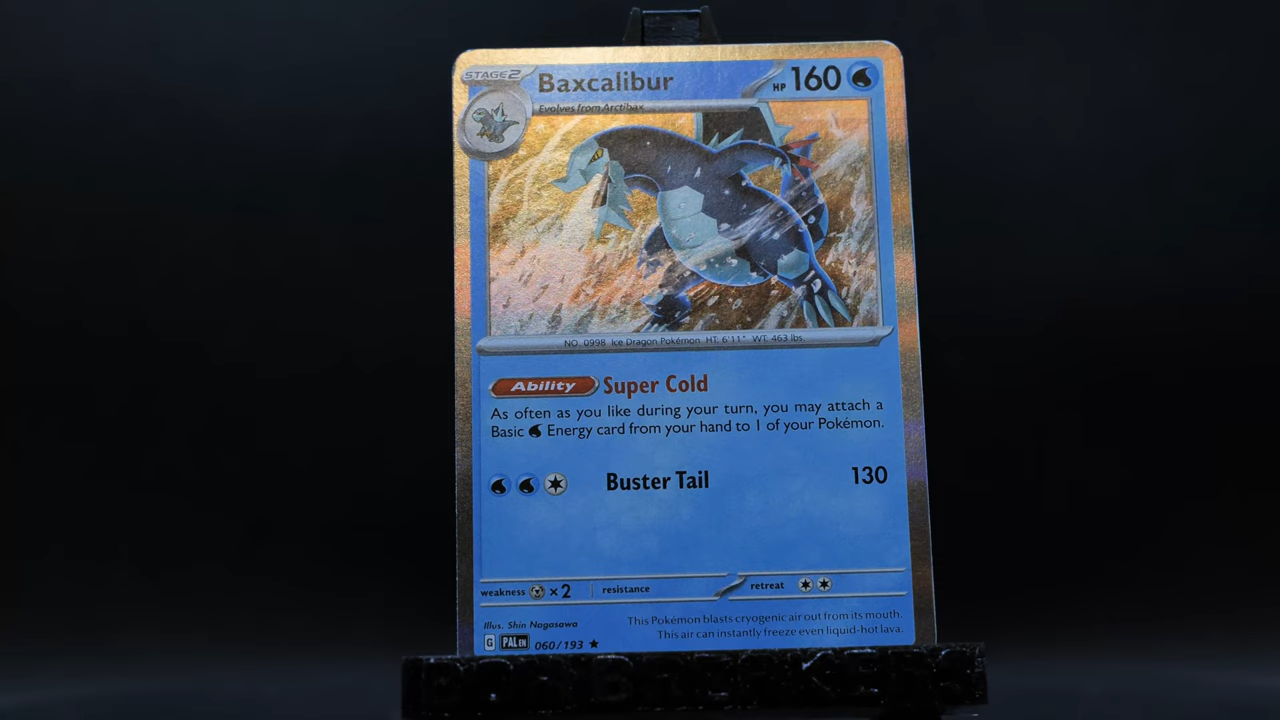 STAGE2
Baxcalibur
HP 160
Evolves from Arctibax
NO. 0998 Ice Dragon Pokémon HT: 6'11" WT: 463 lbs
Ability Super Cold
As often as you like during your turn, you may attach a
Basic Energy card from your hand to 1 of your Pokémon.
Buster Tail 130
weakness ×2 resistance retreat
Illus. Shin Nagasawa
This Pokémon blasts cryogenic air out from its mouth.
This air can instantly freeze even liquid-hot lava.
G PAL EN 060/193